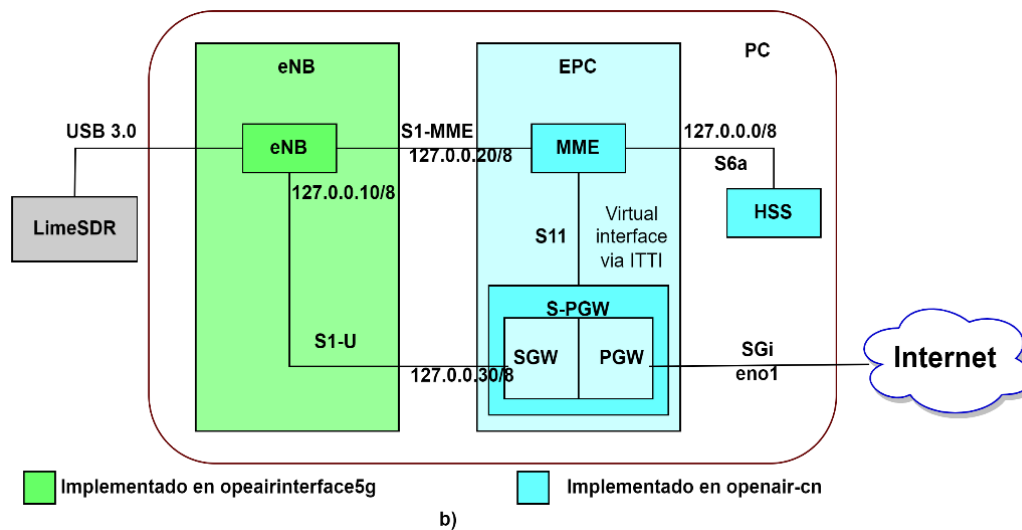 eNB
EPC
PC
USB 3.0
eNB
S1-MME
127.0.0.20/8
MME
127.0.0.0/8
S6a
127.0.0.10/8
LimeSDR
HSS
S11
Virtual
interface
via ITTI
S-PGW
S1-U
SGW
PGW
127.0.0.30/8
SGi
eno1
Internet
Implementado en opeairinterface5g
Implementado en openair-cn
b)